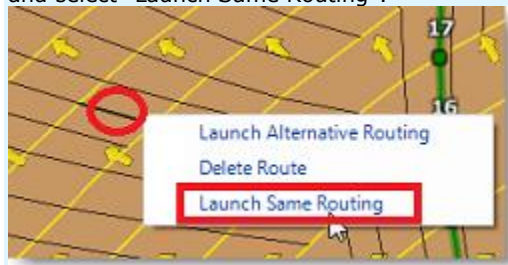 and select "Launch Same Routing".
17
16
Launch Alternative Routing
Delete Route
Launch Same Routing